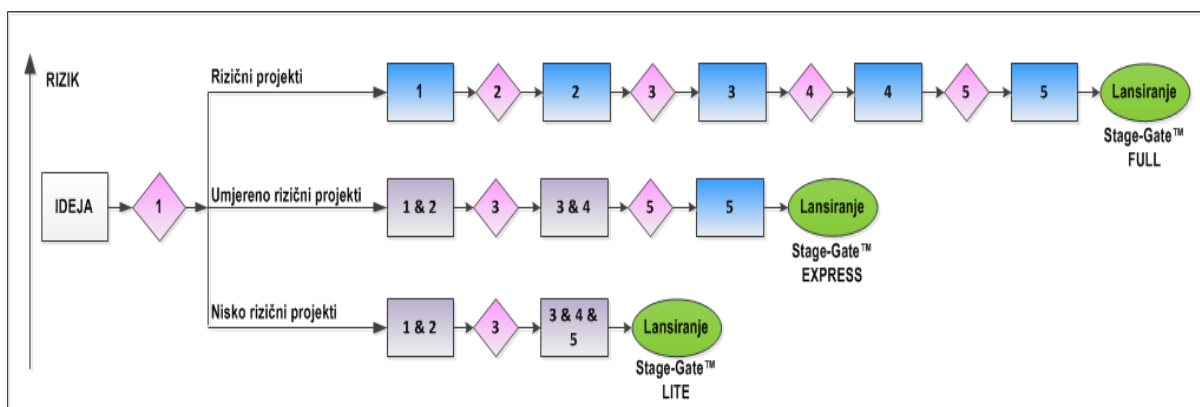 RIZIK
Rizični projekti
1
2
2
3
3
4
4
5
5
Lansiranje
Stage-Gate™
FULL
IDEJA
1
Umjereno rizični projekti
1 & 2
3
3 & 4
5
5
Lansiranje
Stage-Gate™
EXPRESS
Nisko rizični projekti
1 & 2
3
3 & 4 &
5
Lansiranje
Stage-Gate™
LITE